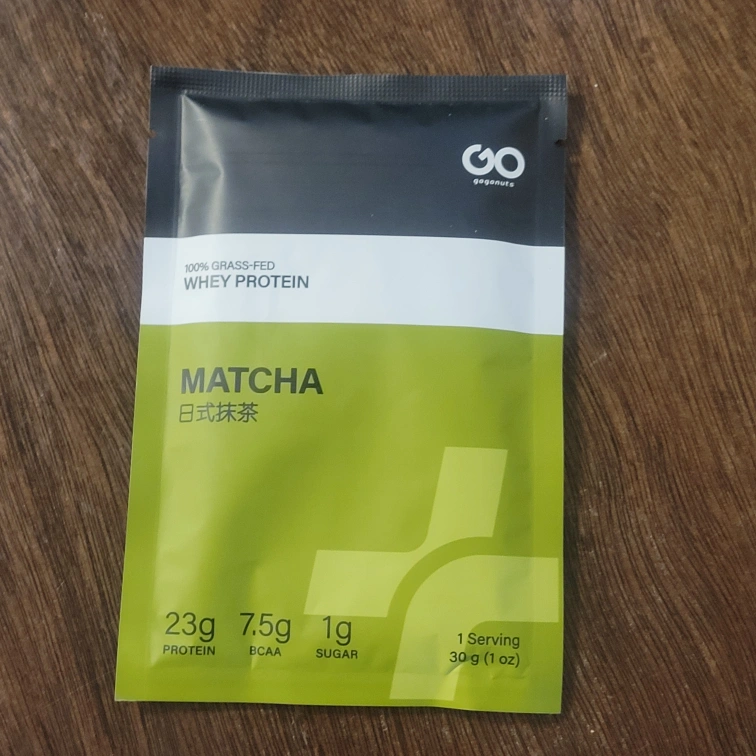 GO
gogonuts
100% GRASS-FED
WHEY PROTEIN
MATCHA
日式抹茶
23g
PROTEIN
7.5g
BCAA
1g
SUGAR
1 Serving
30 g (1 oz)